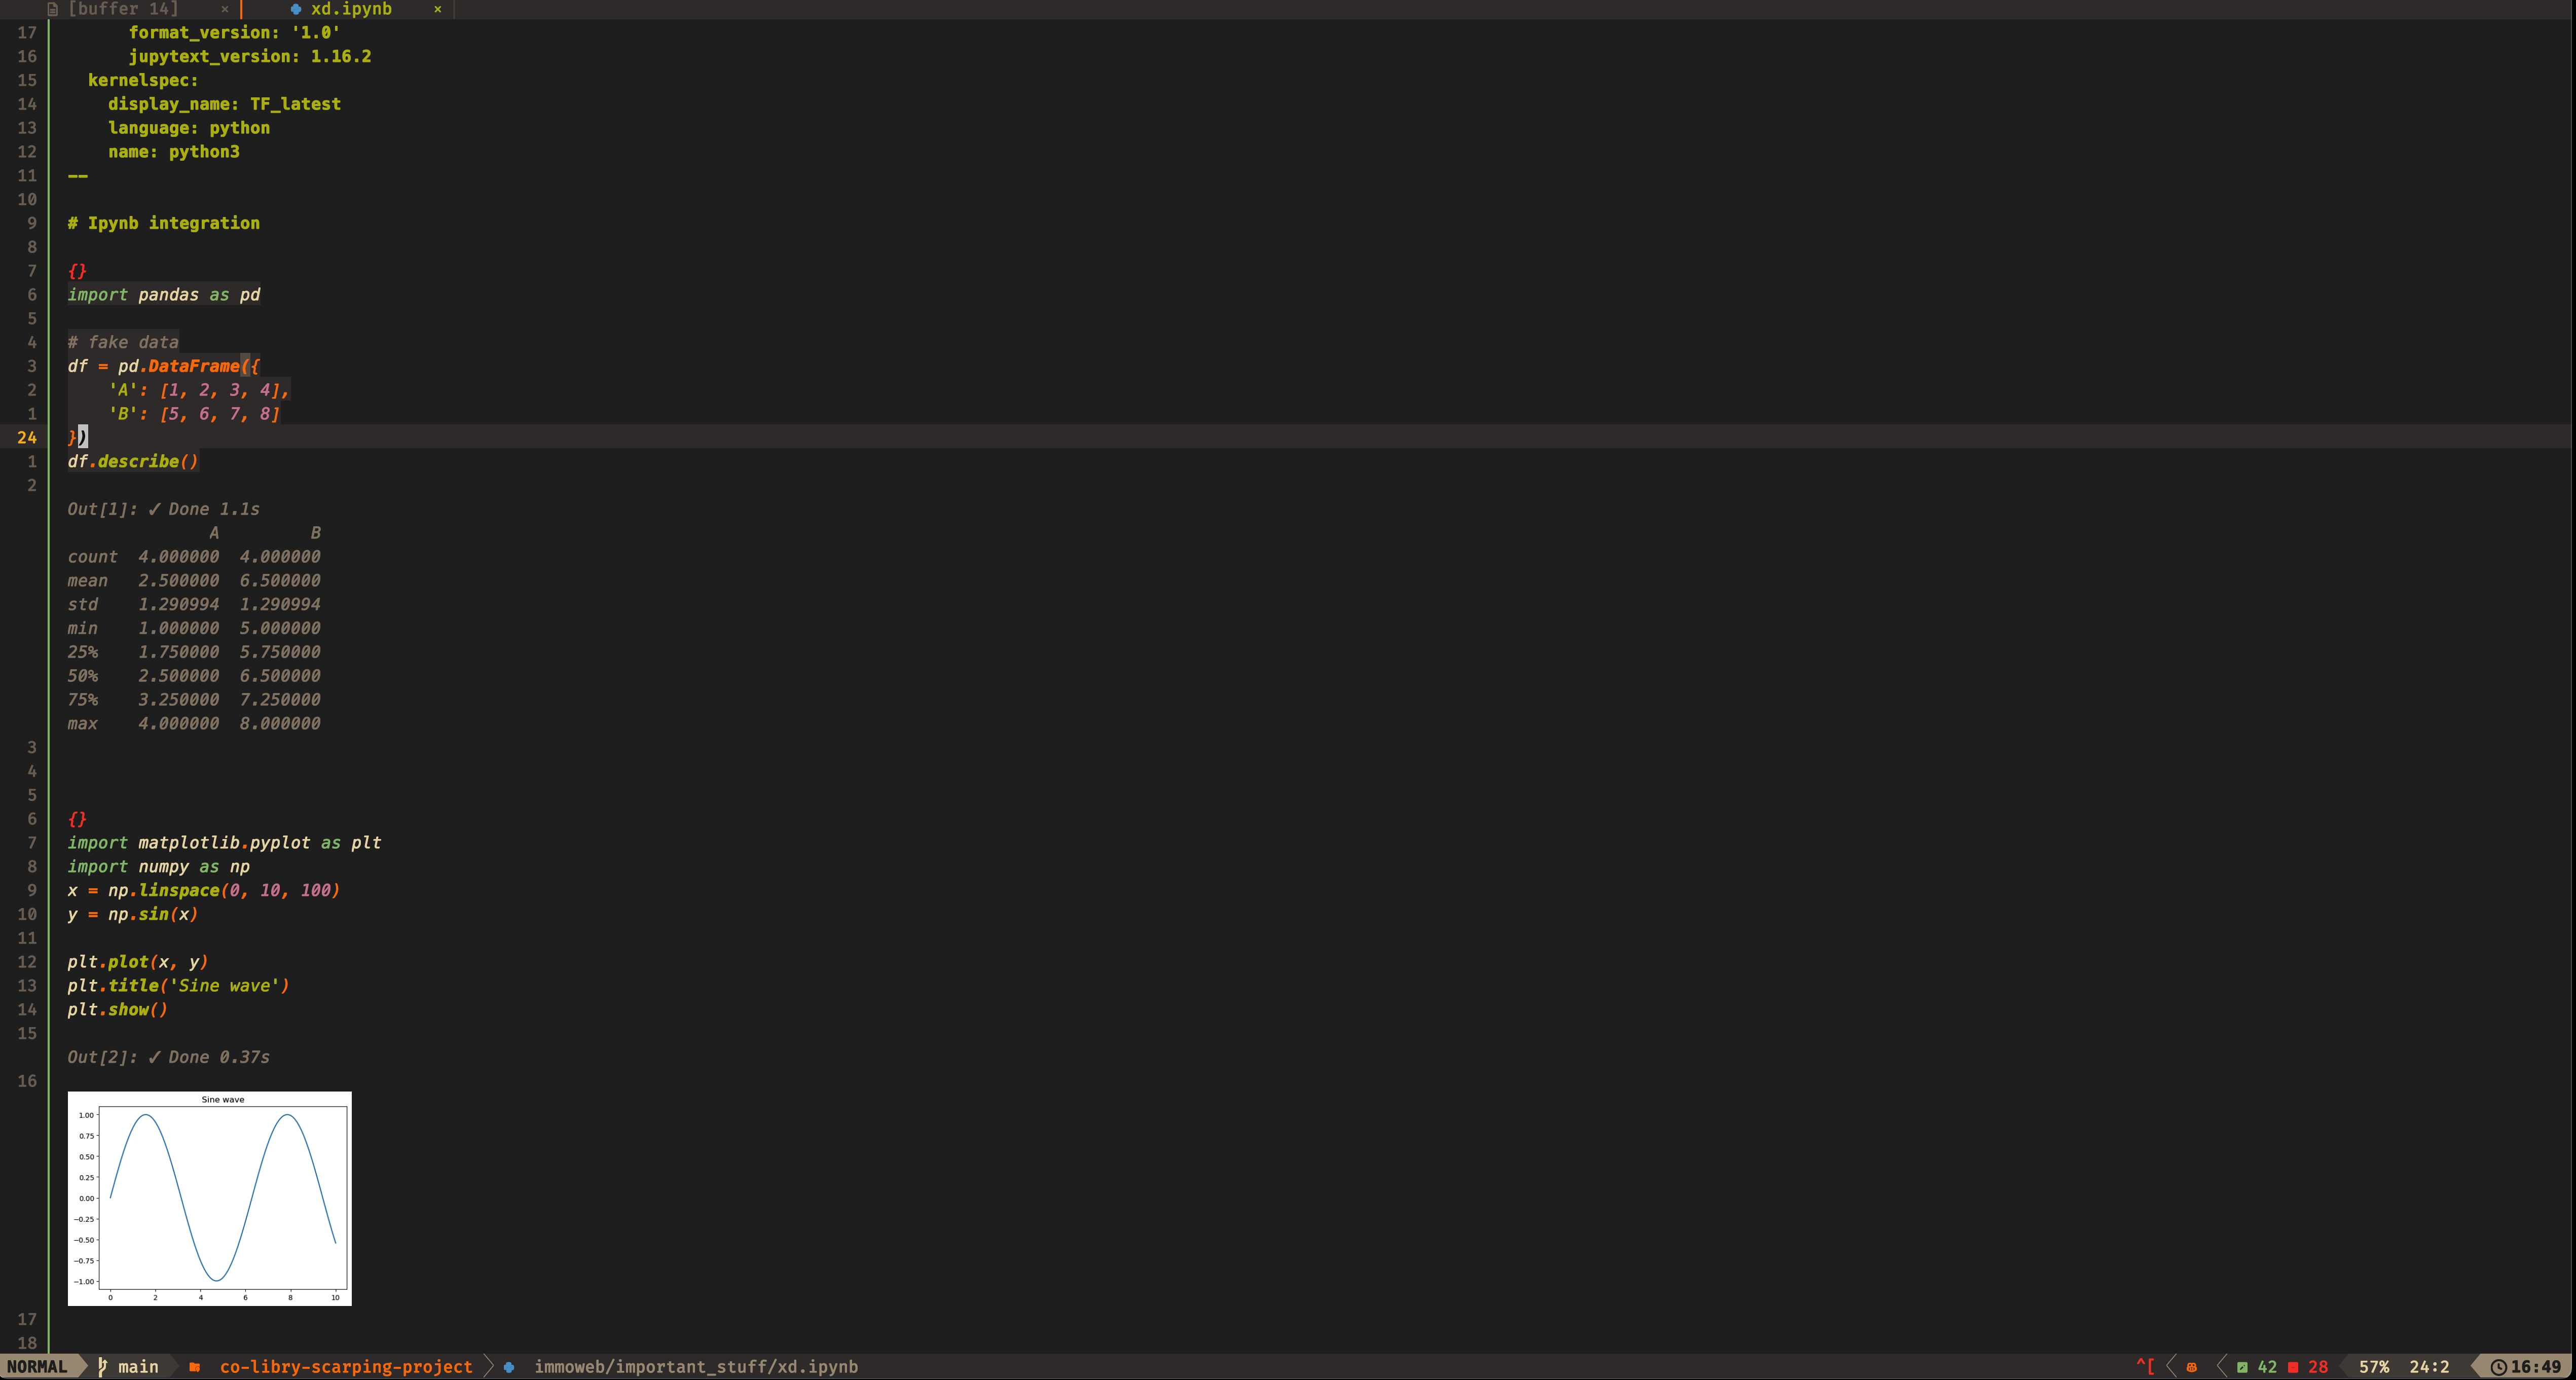 [buffer 14] × xd.ipynb ×
17 format_version: '1.0'
16 jupytext_version: 1.16.2
15 kernelspec:
14 display_name: TF_latest
13 language: python
12 name: python3
11 --
10
9 # Ipynb integration
8
7 {}
6 import pandas as pd
5
4 # fake data
3 df = pd.DataFrame({
2 'A': [1, 2, 3, 4],
1 'B': [5, 6, 7, 8]
24 })
1 df.describe()
2
Out[1]: ✓ Done 1.1s
A B
count 4.000000 4.000000
mean 2.500000 6.500000
std 1.290994 1.290994
min 1.000000 5.000000
25% 1.750000 5.750000
50% 2.500000 6.500000
75% 3.250000 7.250000
max 4.000000 8.000000
3
4
5
6 {}
7 import matplotlib.pyplot as plt
8 import numpy as np
9 x = np.linspace(0, 10, 100)
10 y = np.sin(x)
11
12 plt.plot(x, y)
13 plt.title('Sine wave')
14 plt.show()
15
Out[2]: ✓ Done 0.37s
16
Sine wave
1.00
0.75
0.50
0.25
0.00
−0.25
−0.50
−0.75
−1.00
0 2 4 6 8 10
17
18
NORMAL main co-libry-scarping-project immoweb/important_stuff/xd.ipynb ^[ 42 28 57% 24:2 16:49